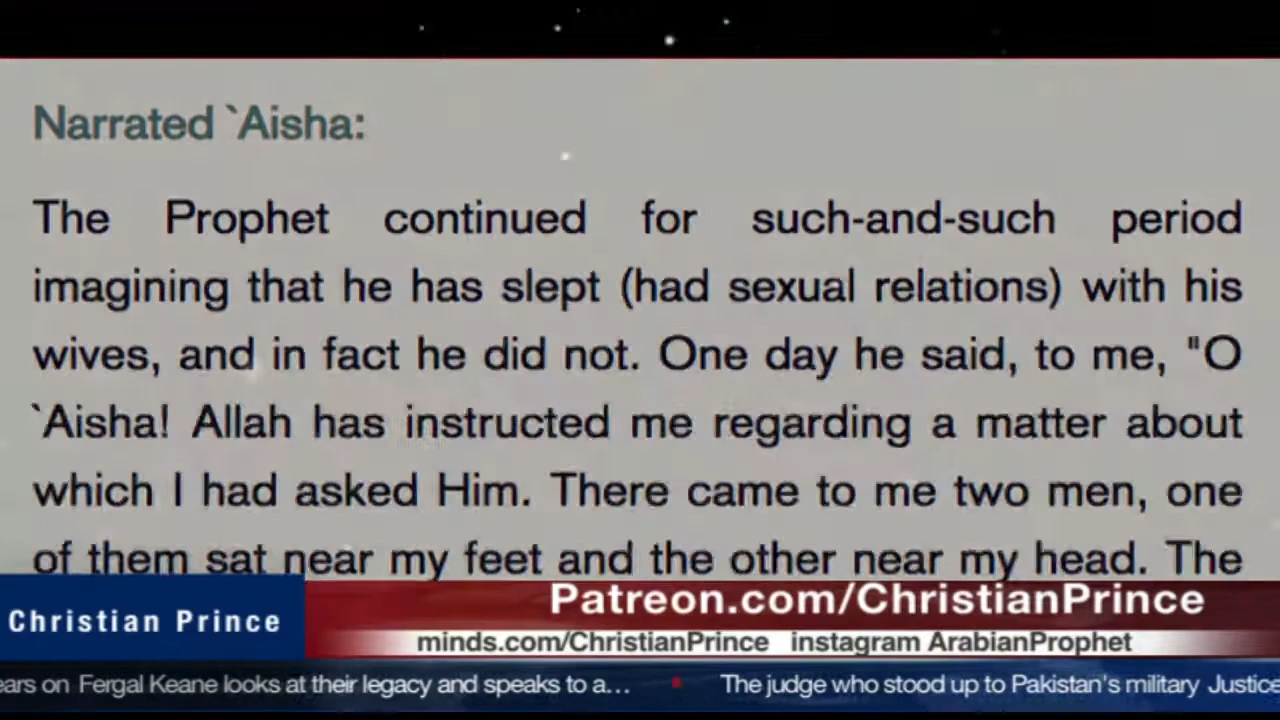 Narrated `Aisha:
The Prophet continued for such-and-such period
imagining that he has slept (had sexual relations) with his
wives, and in fact he did not. One day he said, to me, "O
`Aisha! Allah has instructed me regarding a matter about
which I had asked Him. There came to me two men, one
of them sat near my feet and the other near my head. The
Patreon.com/ChristianPrince
Christian Prince
minds.com/ChristianPrince instagram ArabianProphet
ears on Fergal Keane looks at their legacy and speaks to a... The judge who stood up to Pakistan's military Justice